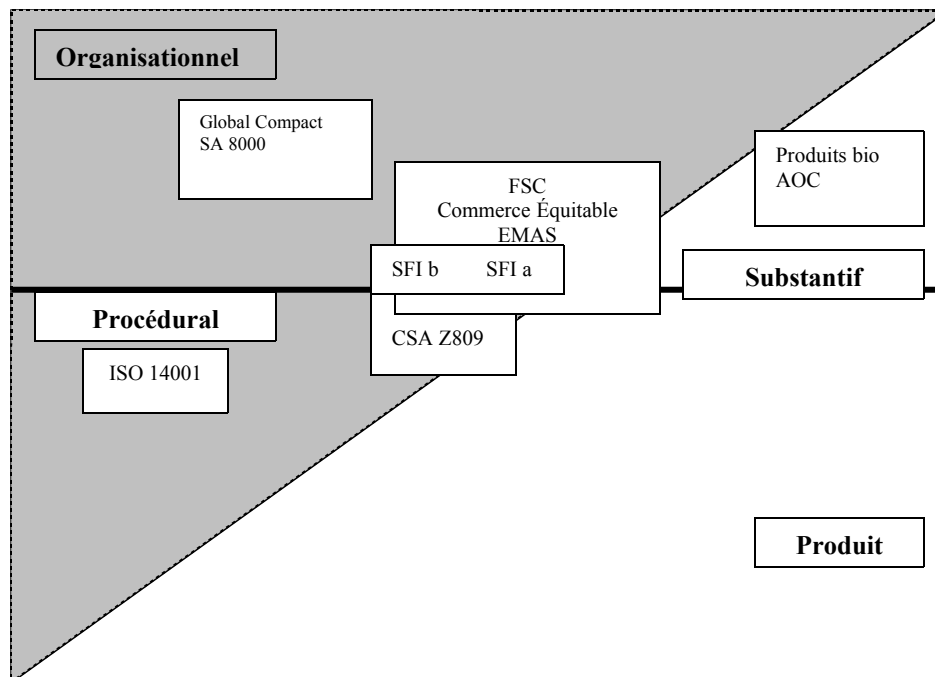 Organisationnel
Global Compact
SA 8000
Produits bio
AOC
FSC
Commerce Équitable
EMAS
SFI b SFI a
Substantif
Procédural
CSA Z809
ISO 14001
Produit